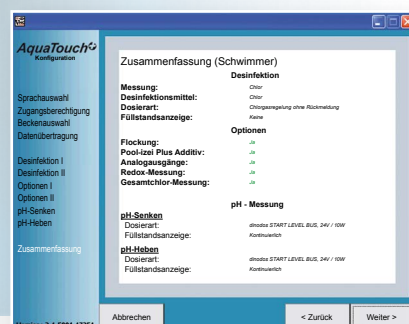 AquaTouch
Konfiguration
Sprachauswahl
Zugangsberechtigung
Beckenauswahl
Datenübertragung
Desinfektion I
Desinfektion II
Optionen I
Optionen II
pH-Senken
pH-Heben
Zusammenfassung
Zusammenfassung (Schwimmer)
Desinfektion
Messung: Chlor
Desinfektionsmittel: Chlor
Dosierart: Chlorgasregelung ohne Rückmeldung
Füllstandsanzeige: Keine
Optionen
Flockung: Ja
Pool-izei Plus Additiv: Ja
Analogausgänge: Ja
Redox-Messung: Ja
Gesamtchlor-Messung: Ja
pH - Messung
pH-Senken
Dosierart: dinodos START LEVEL BUS, 24V / 10W
Füllstandsanzeige: Kontinuierlich
pH-Heben
Dosierart: dinodos START LEVEL BUS, 24V / 10W
Füllstandsanzeige: Kontinuierlich
Abbrechen < Zurück Weiter >